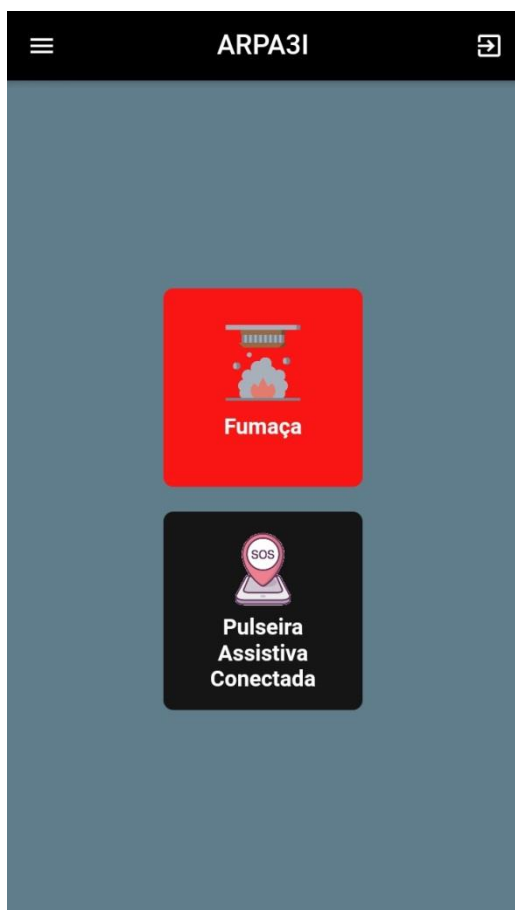 ARPA3I
Fumaça
SOS
Pulseira
Assistiva
Conectada